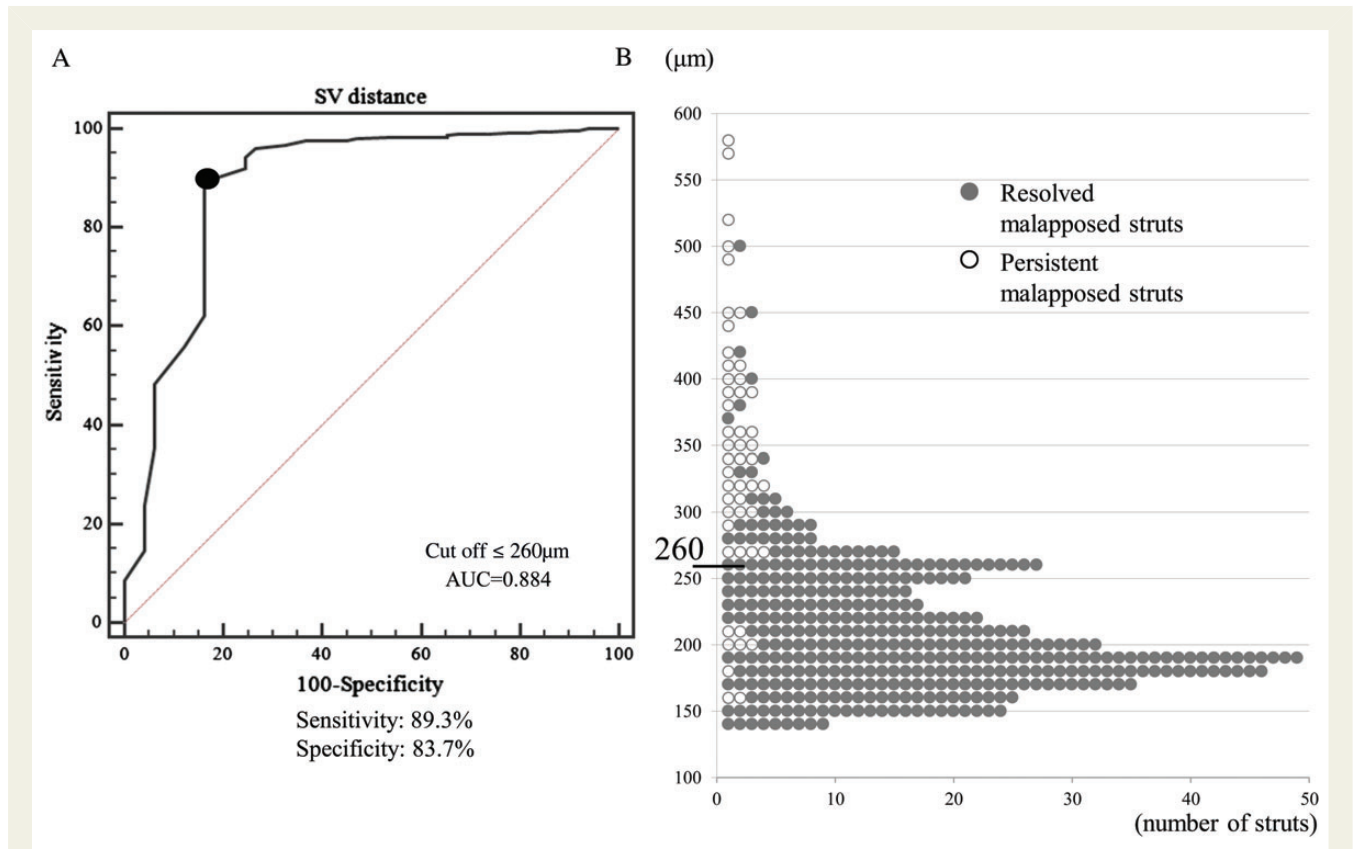 A
SV distance
100
80
60
40
20
0
Sensitivity
0 20 40 60 80 100
Cut off ≤ 260µm
AUC=0.884
100-Specificity
Sensitivity: 89.3%
Specificity: 83.7%
B (µm)
600
550
500
450
400
350
300
260
250
200
150
100
Resolved
malapposed struts
Persistent
malapposed struts
0 10 20 30 40 50
(number of struts)